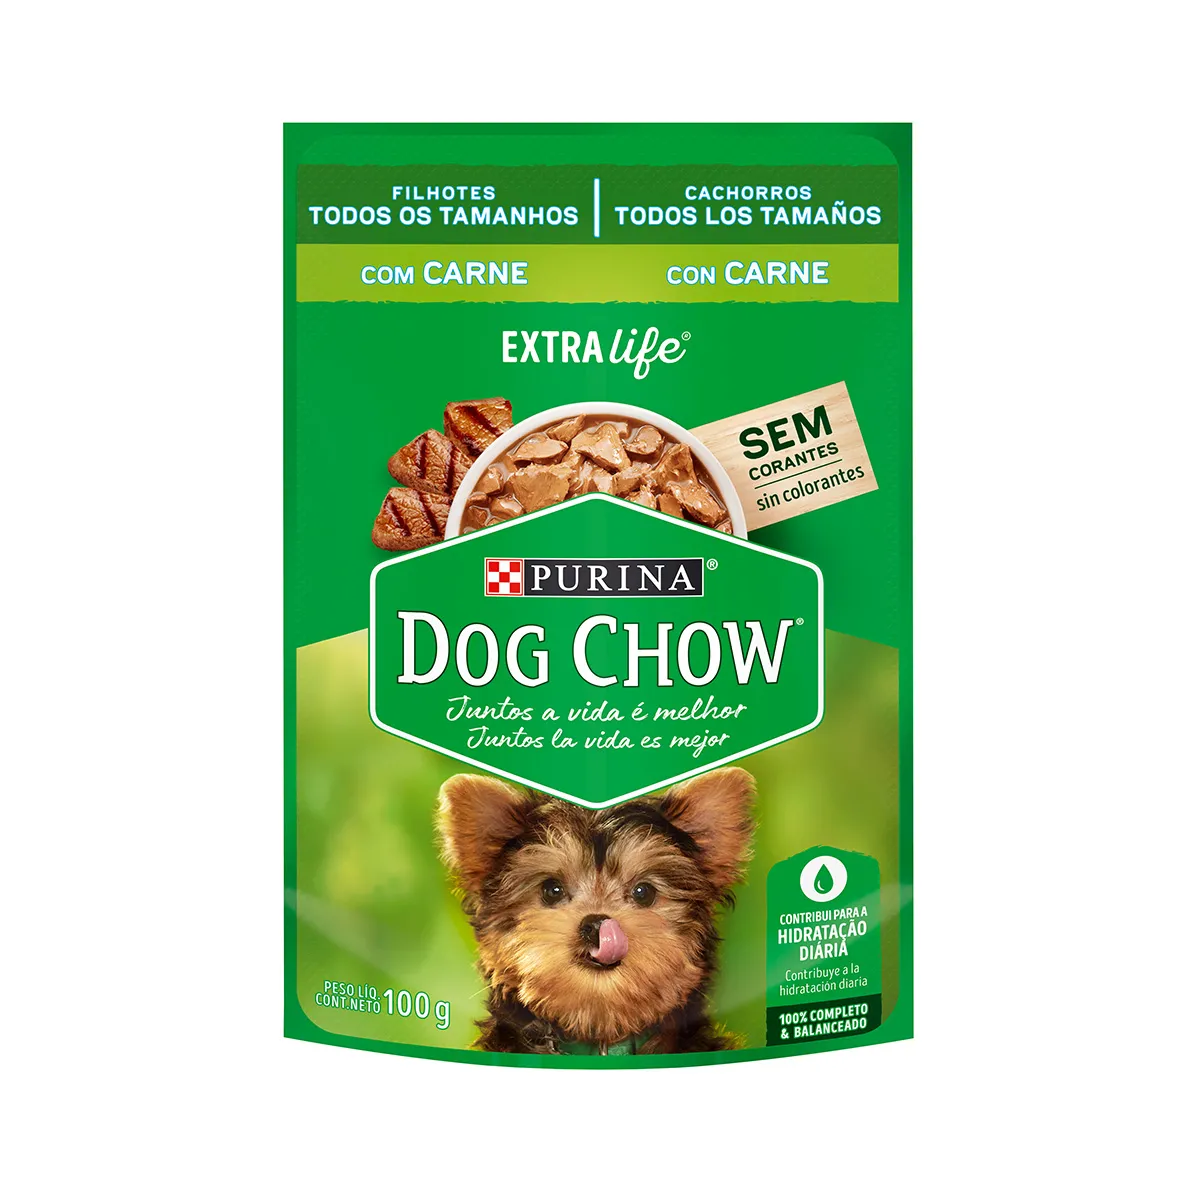 FILHOTES
TODOS OS TAMANHOS
CACHORROS
TODOS LOS TAMAÑOS
COM CARNE
CON CARNE
EXTRA life®
SEM
CORANTES
sin colorantes
PURINA®
DOG CHOW®
Juntos a vida é melhor
Juntos la vida es mejor
CONTRIBUI PARA A
HIDRATAÇÃO
DIÁRIA
Contribuye a la
hidratación diaria
100% COMPLETO
& BALANCEADO
PESO LÍQ.
CONT.NETO 100g